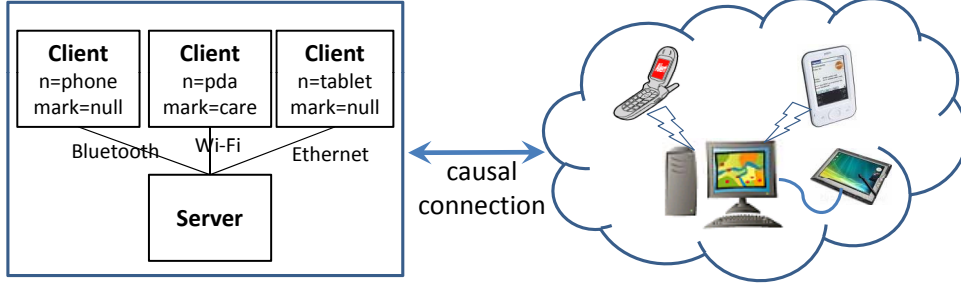 Client
n=phone
mark=null
Client
n=pda
mark=care
Client
n=tablet
mark=null
Bluetooth
Wi-Fi
Ethernet
Server
causal
connection